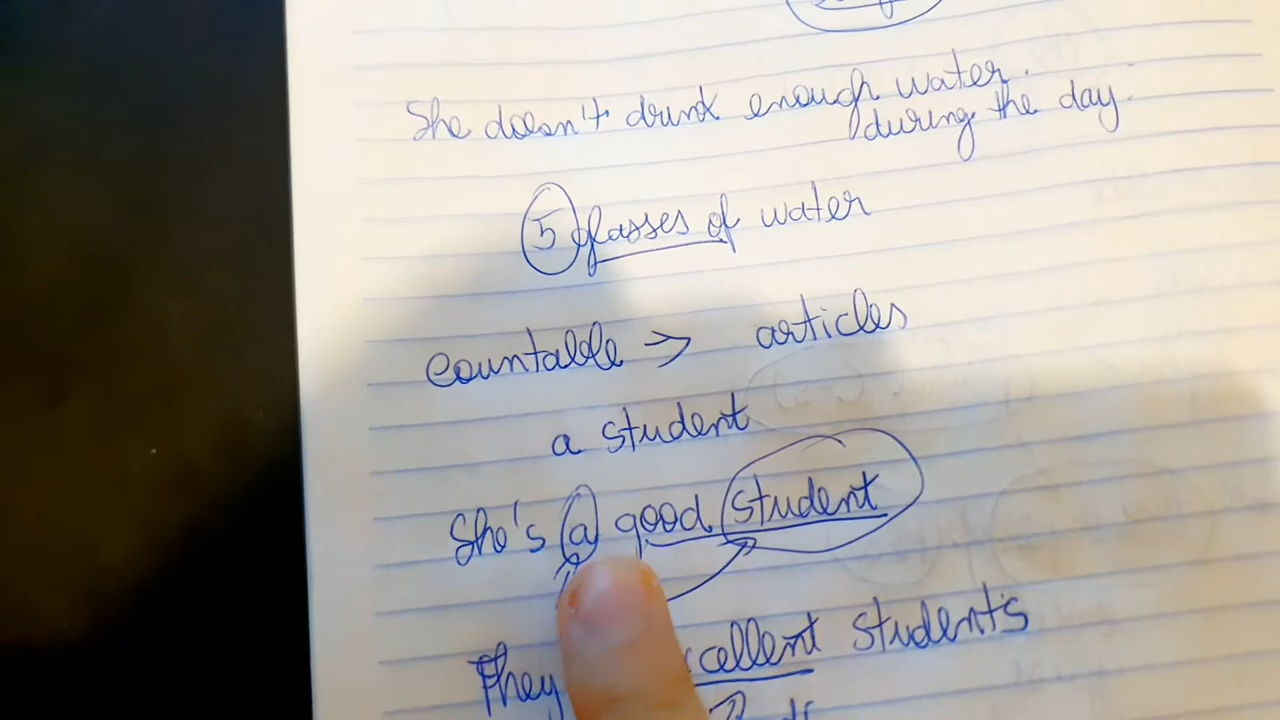 She doesn't drink enough water.
during the day.
5 glasses of water
countable → articles
a student
She's a good student
They excellent students